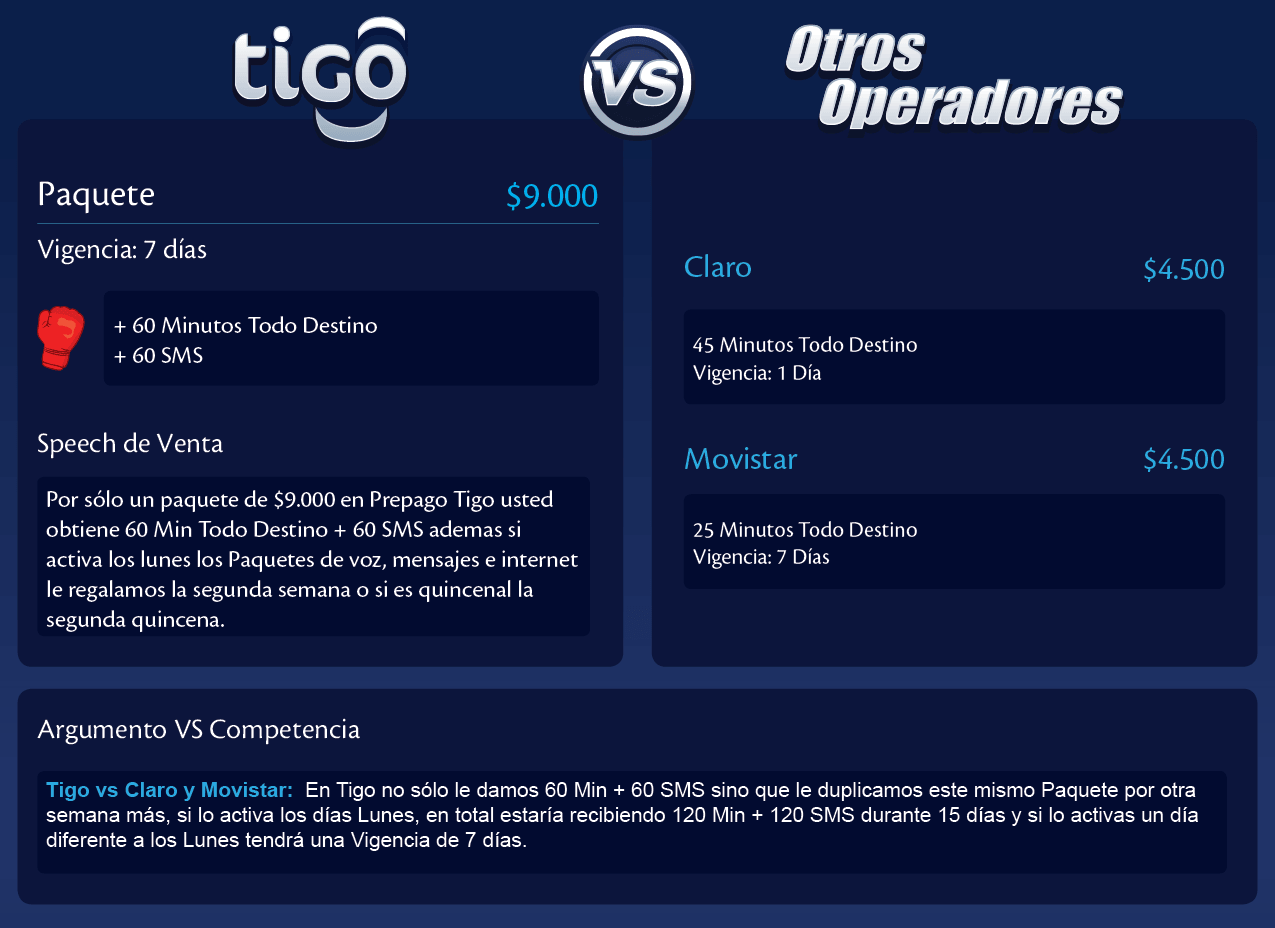 tigo
VS
Otros
Operadores
Paquete
$9.000
Vigencia: 7 días
+ 60 Minutos Todo Destino
+ 60 SMS
Speech de Venta
Por sólo un paquete de $9.000 en Prepago Tigo usted
obtiene 60 Min Todo Destino + 60 SMS ademas si
activa los lunes los Paquetes de voz, mensajes e internet
le regalamos la segunda semana o si es quincenal la
segunda quincena.
Claro
$4.500
45 Minutos Todo Destino
Vigencia: 1 Día
Movistar
$4.500
25 Minutos Todo Destino
Vigencia: 7 Días
Argumento VS Competencia
Tigo vs Claro y Movistar: En Tigo no sólo le damos 60 Min + 60 SMS sino que le duplicamos este mismo Paquete por otra
semana más, si lo activa los días Lunes, en total estaría recibiendo 120 Min + 120 SMS durante 15 días y si lo activas un día
diferente a los Lunes tendrá una Vigencia de 7 días.